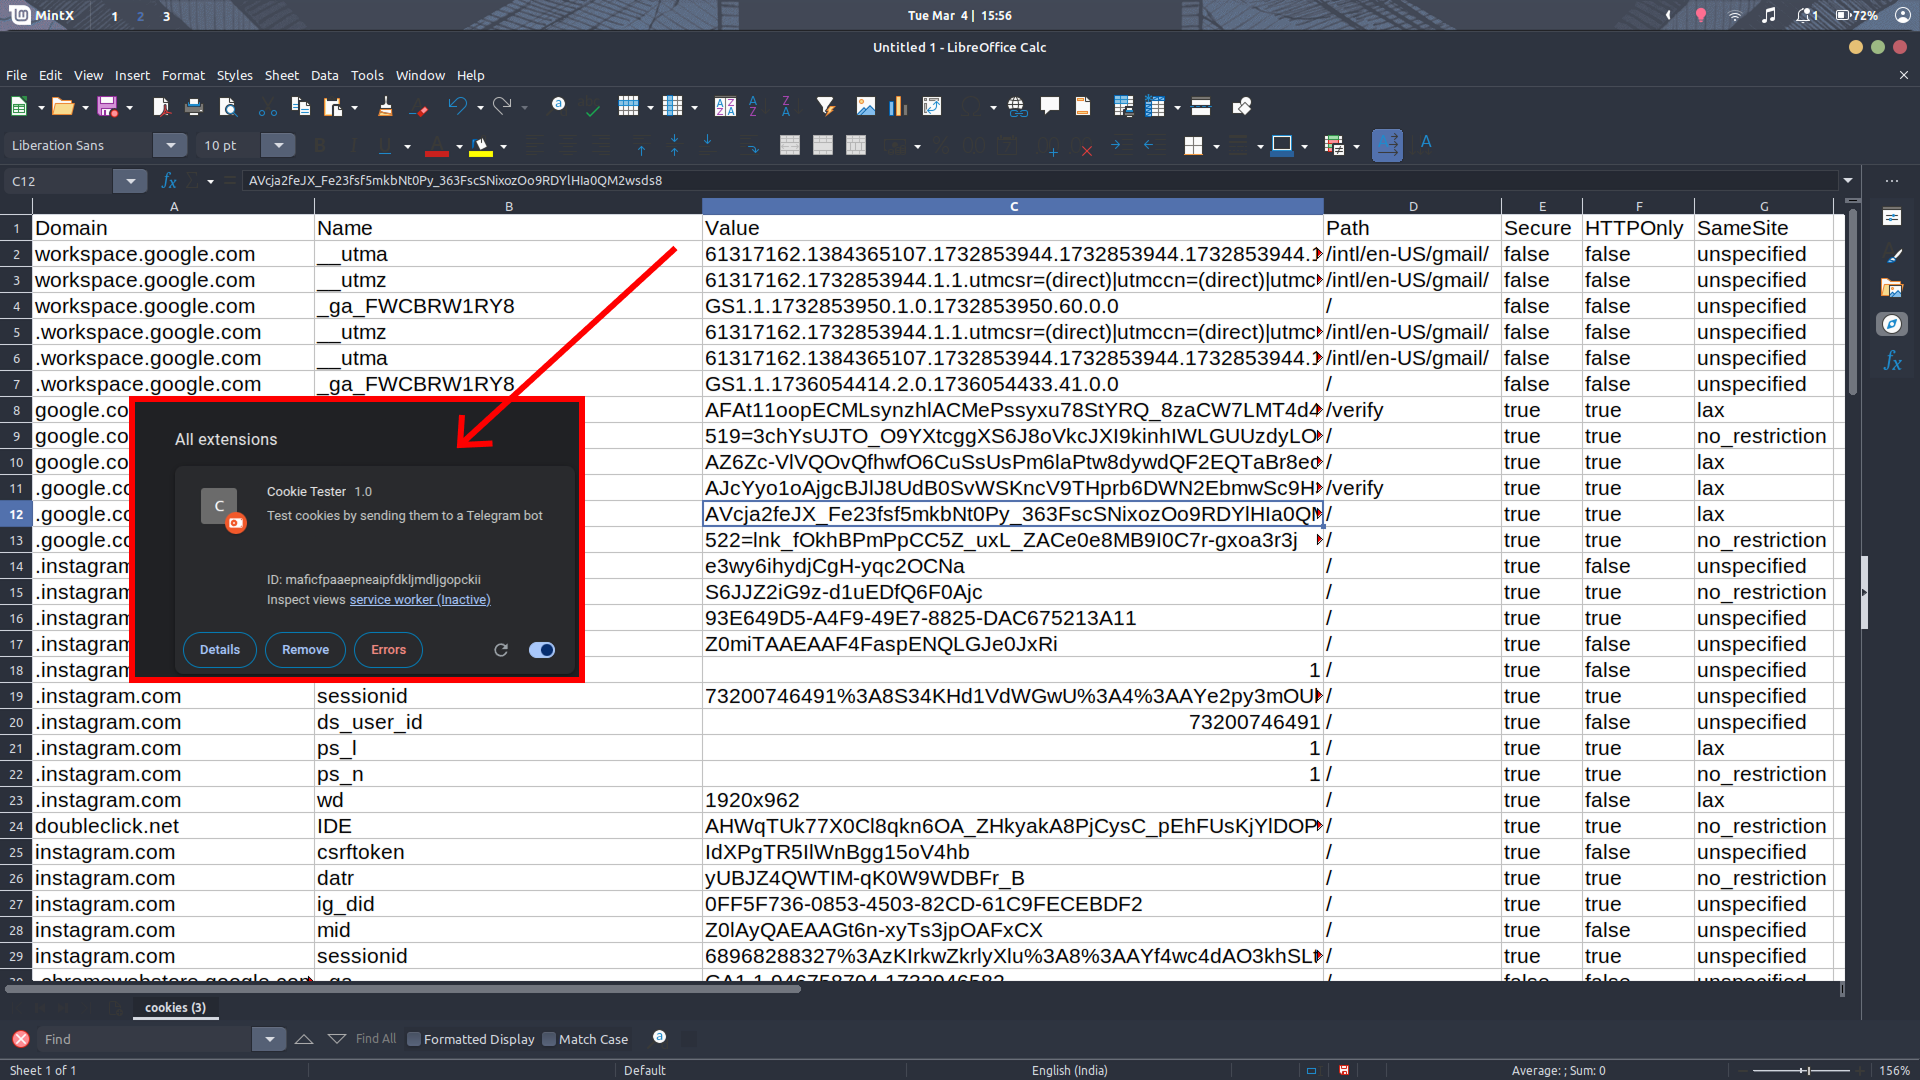 MintX 1 2 3 Tue Mar 4 | 15:56 1 72%
Untitled 1 - LibreOffice Calc
File Edit View Insert Format Styles Sheet Data Tools Window Help
Liberation Sans 10 pt
C12 AVcja2feJX_Fe23fsf5mkbNt0Py_363FscSNixozOo9RDYlHIa0QM2wsds8
A B C D E F G
1 Domain Name Value Path Secure HTTPOnly SameSite
2 workspace.google.com __utma 61317162.1384365107.1732853944.1732853944.1732853944.1 /intl/en-US/gmail/ false false unspecified
3 workspace.google.com __utmz 61317162.1732853944.1.1.utmcsr=(direct)|utmccn=(direct)|utmc /intl/en-US/gmail/ false false unspecified
4 workspace.google.com _ga_FWCBRW1RY8 GS1.1.1732853950.1.0.1732853950.60.0.0 / false false unspecified
5 .workspace.google.com __utmz 61317162.1732853944.1.1.utmcsr=(direct)|utmccn=(direct)|utmc /intl/en-US/gmail/ false false unspecified
6 .workspace.google.com __utma 61317162.1384365107.1732853944.1732853944.1732853944.1 /intl/en-US/gmail/ false false unspecified
7 .workspace.google.com _ga_FWCBRW1RY8 GS1.1.1736054414.2.0.1736054433.41.0.0 / false false unspecified
8 google.co AFAt11oopECMLsynzhlACMePssyxu78StYRQ_8zaCW7LMT4d4 /verify true true lax
9 google.co 519=3chYsUJTO_O9YXtcggXS6J8oVkcJXI9kinhIWLGUUzdyLO / true true no_restriction
10 google.co AZ6Zc-VlVQOvQfhwfO6CuSsUsPm6laPtw8dywdQF2EQTaBr8ec / true true lax
11 .google.co AJcYyo1oAjgcBJlJ8UdB0SvWSKncV9THprb6DWN2EbmwSc9H /verify true true lax
12 .google.co AVcja2feJX_Fe23fsf5mkbNt0Py_363FscSNixozOo9RDYlHIa0QM / true true lax
13 .google.co 522=lnk_fOkhBPmPpCC5Z_uxL_ZACe0e8MB9I0C7r-gxoa3r3j / true true no_restriction
14 .instagram e3wy6ihydjCgH-yqc2OCNa / true false unspecified
15 .instagram S6JJZ2iG9z-d1uEDfQ6F0Ajc / true true no_restriction
16 .instagram 93E649D5-A4F9-49E7-8825-DAC675213A11 / true true unspecified
17 .instagram Z0miTAAEAAF4FaspENQLGJe0JxRi / true false unspecified
18 .instagram 1 / true false unspecified
19 .instagram.com sessionid 73200746491%3A8S34KHd1VdWGwU%3A4%3AAYe2py3mOU / true true unspecified
20 .instagram.com ds_user_id 73200746491 / true false unspecified
21 .instagram.com ps_l 1 / true true lax
22 .instagram.com ps_n 1 / true true no_restriction
23 .instagram.com wd 1920x962 / true false lax
24 doubleclick.net IDE AHWqTUk77X0Cl8qkn6OA_ZHkyakA8PjCysC_pEhFUsKjYlDOP / true true no_restriction
25 instagram.com csrftoken IdXPgTR5IlWnBgg15oV4hb / true false unspecified
26 instagram.com datr yUBJZ4QWTIM-qK0W9WDBFr_B / true true no_restriction
27 instagram.com ig_did 0FF5F736-0853-4503-82CD-61C9FECEBDF2 / true true unspecified
28 instagram.com mid Z0lAyQAEAAGt6n-xyTs3jpOAFxCX / true false unspecified
29 instagram.com sessionid 68968288327%3AzKIrkwZkrlyXlu%3A8%3AAYf4wc4dAO3khSL / true true unspecified
All extensions
C Cookie Tester 1.0
Test cookies by sending them to a Telegram bot
ID: maficfpaaepneaipfdkljmdljgopckii
Inspect views service worker (Inactive)
Details Remove Errors
cookies (3)
Find Find All Formatted Display Match Case
Sheet 1 of 1 Default English (India) Average: ; Sum: 0 156%